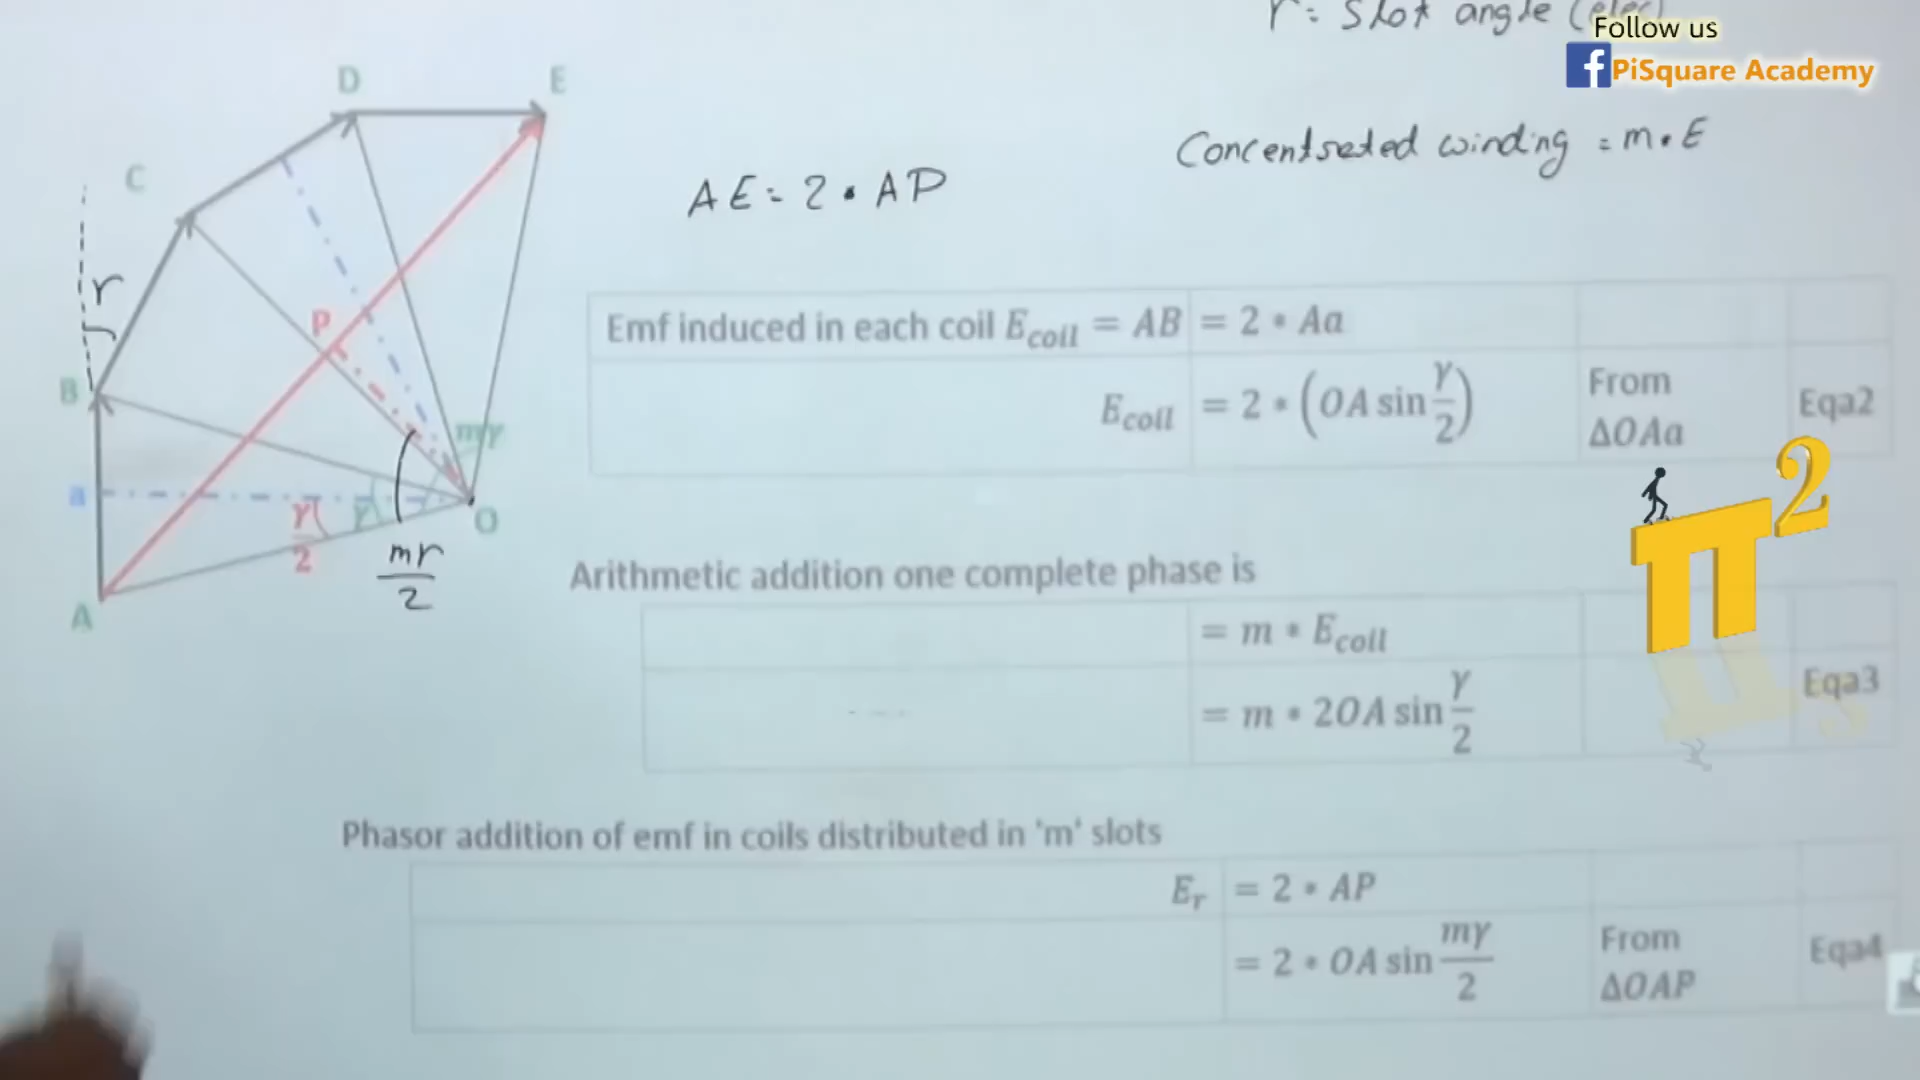 r = Slot angle (elec)
Follow us
f PiSquare Academy
D E
C
AE = 2 • AP
Concentrated winding = m • E
r
P
B
Emf induced in each coil E_coil = AB = 2 * Aa
E_coil = 2 * (OA sin γ/2) From ΔOAa Eqa2
mγ
a
γ/2 γ
O
mr/2
A
π²
Arithmetic addition one complete phase is
= m * E_coil
= m * 2OA sin γ/2 Eqa3
Phasor addition of emf in coils distributed in 'm' slots
E_r = 2 * AP
= 2 * OA sin mγ/2 From ΔOAP Eqa4